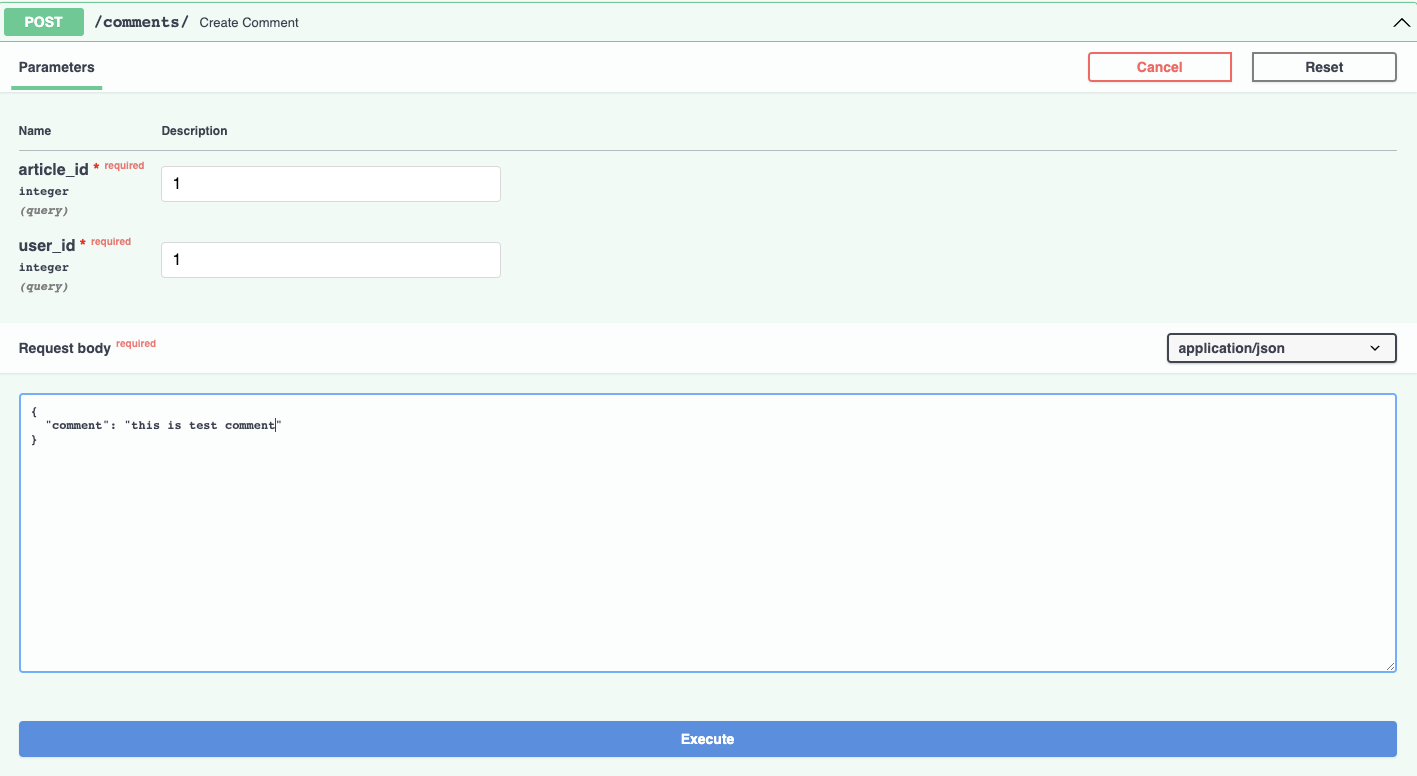 POST /comments/ Create Comment
Parameters
Cancel
Reset
Name Description
article_id * required
integer
(query)
1
user_id * required
integer
(query)
1
Request body required
application/json
{
  "comment": "this is test comment"
}
Execute